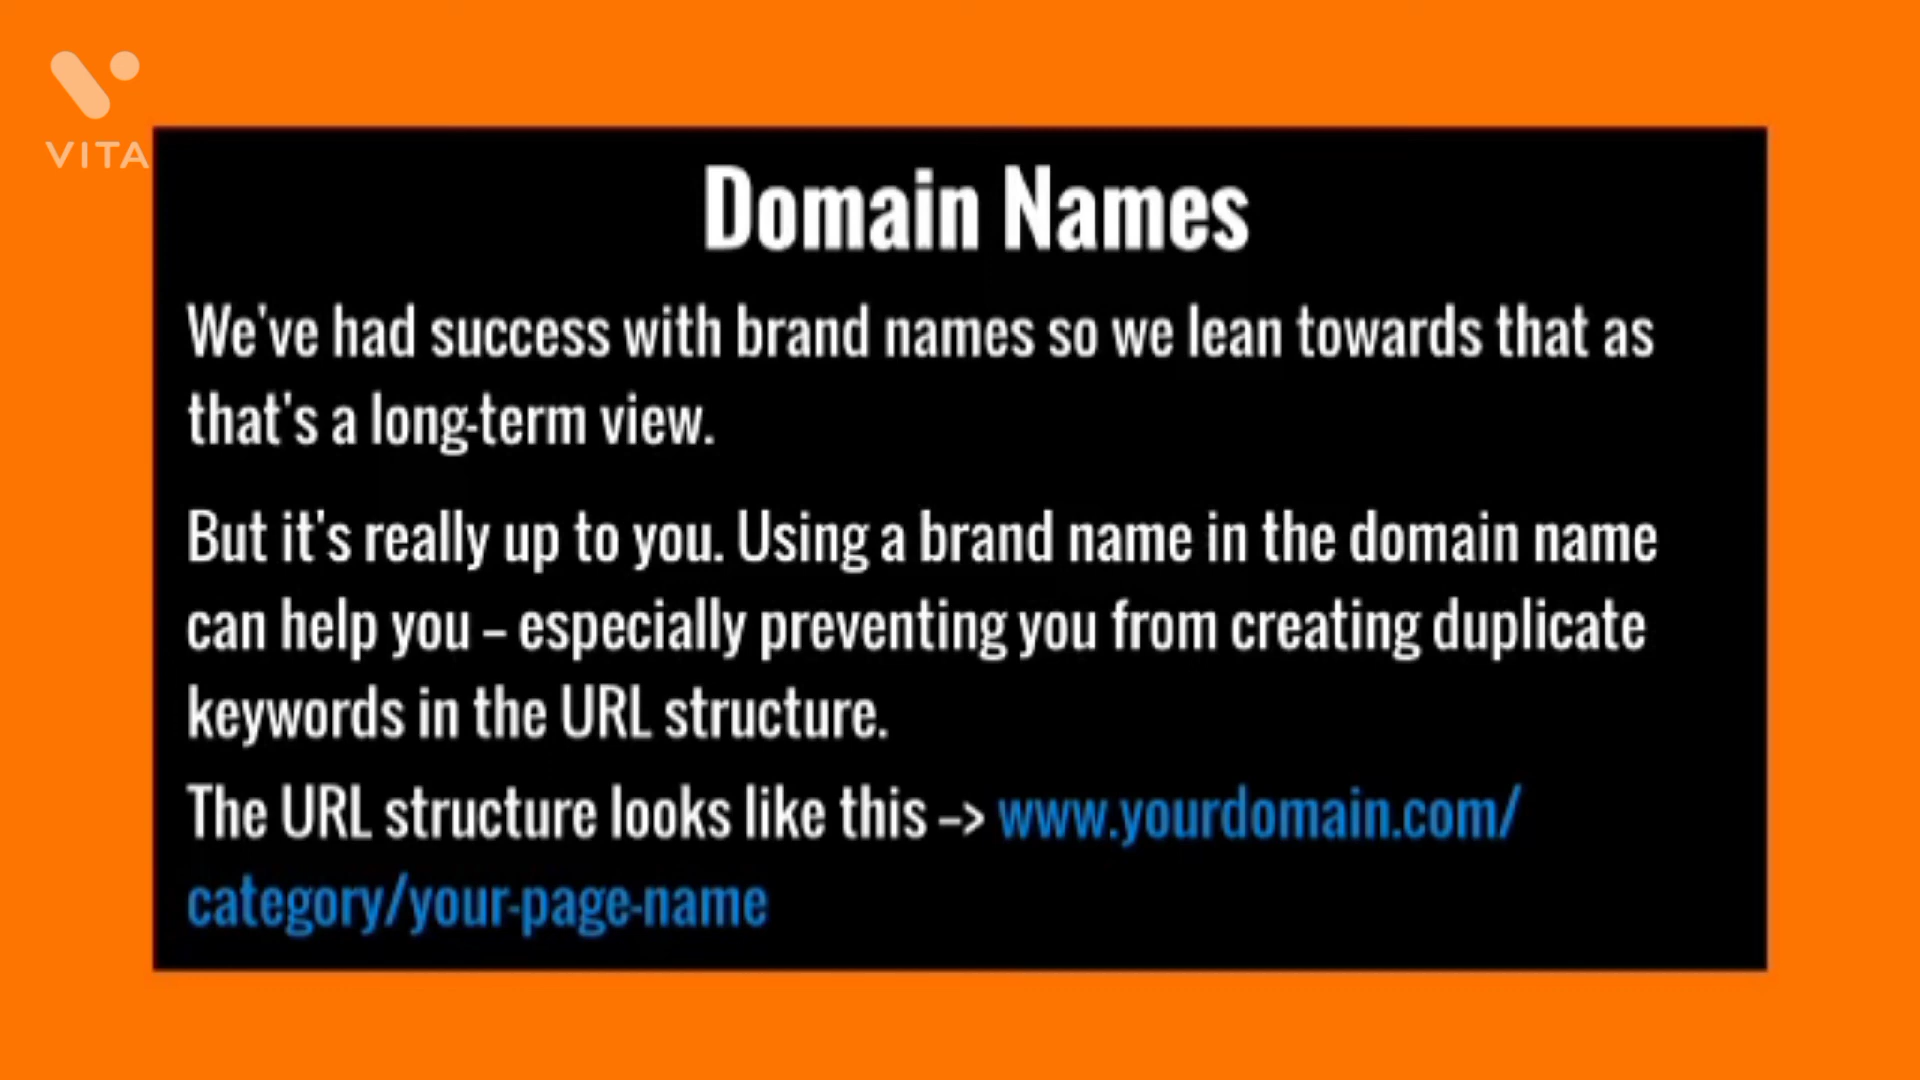 VITA
Domain Names
We've had success with brand names so we lean towards that as
that's a long-term view.
But it's really up to you. Using a brand name in the domain name
can help you – especially preventing you from creating duplicate
keywords in the URL structure.
The URL structure looks like this –> www.yourdomain.com/
category/your-page-name